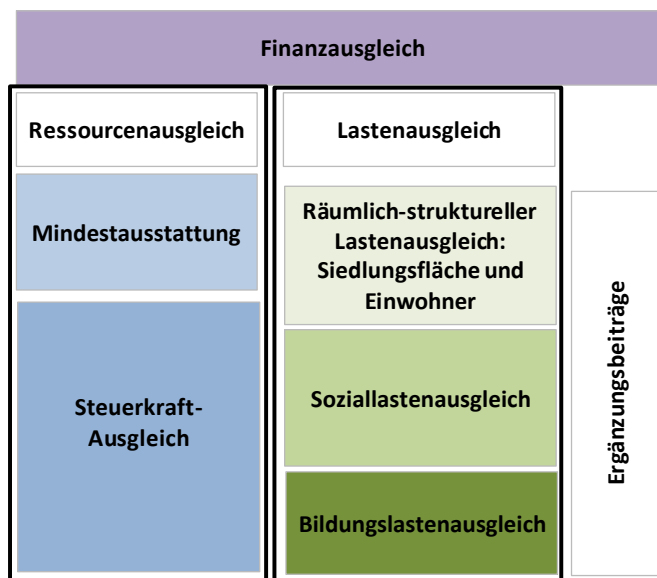 Finanzausgleich
Ressourcenausgleich
Mindestausstattung
Steuerkraft-
Ausgleich
Lastenausgleich
Räumlich-struktureller
Lastenausgleich:
Siedlungsfläche und
Einwohner
Soziallastenausgleich
Bildungslastenausgleich
Ergänzungsbeiträge